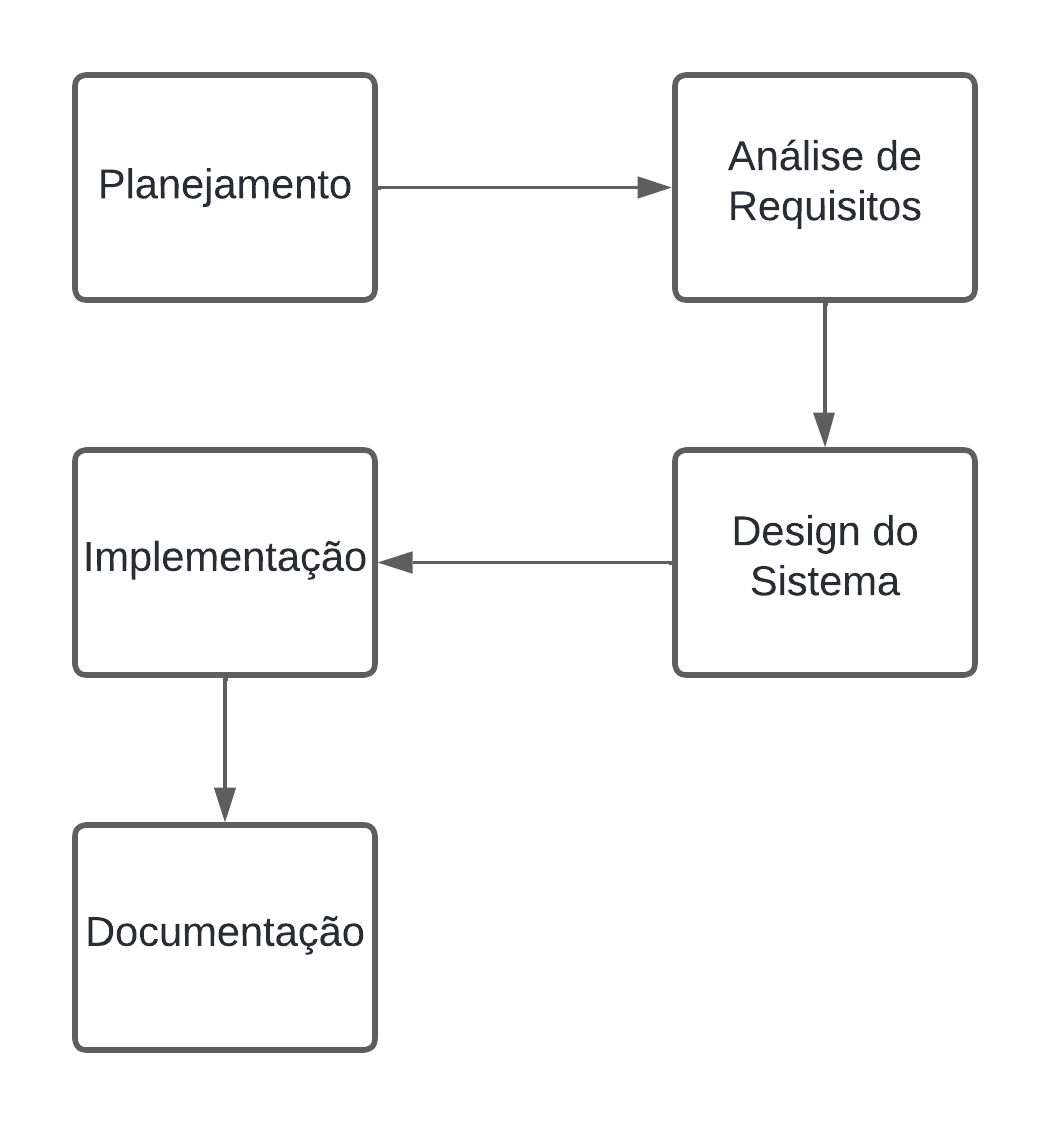 Planejamento
Análise de
Requisitos
Implementação
Design do
Sistema
Documentação